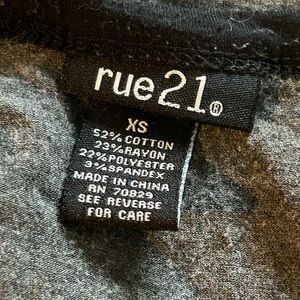 rue21®
XS
52% COTTON
23% RAYON
22% POLYESTER
3% SPANDEX
MADE IN CHINA
RN 70829
SEE REVERSE
FOR CARE